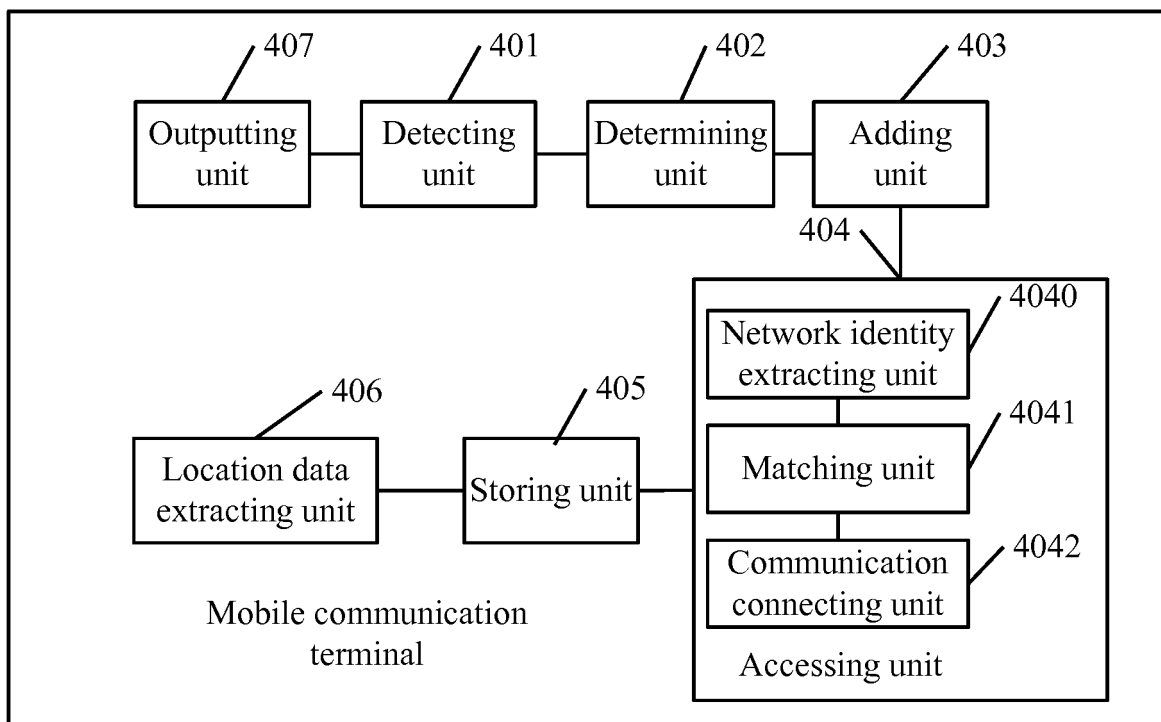 407
401
402
403
Outputting
unit
Detecting
unit
Determining
unit
Adding
unit
404
4040
Network identity
extracting unit
406
405
4041
Location data
extracting unit
Storing unit
Matching unit
4042
Communication
connecting unit
Mobile communication
terminal
Accessing unit